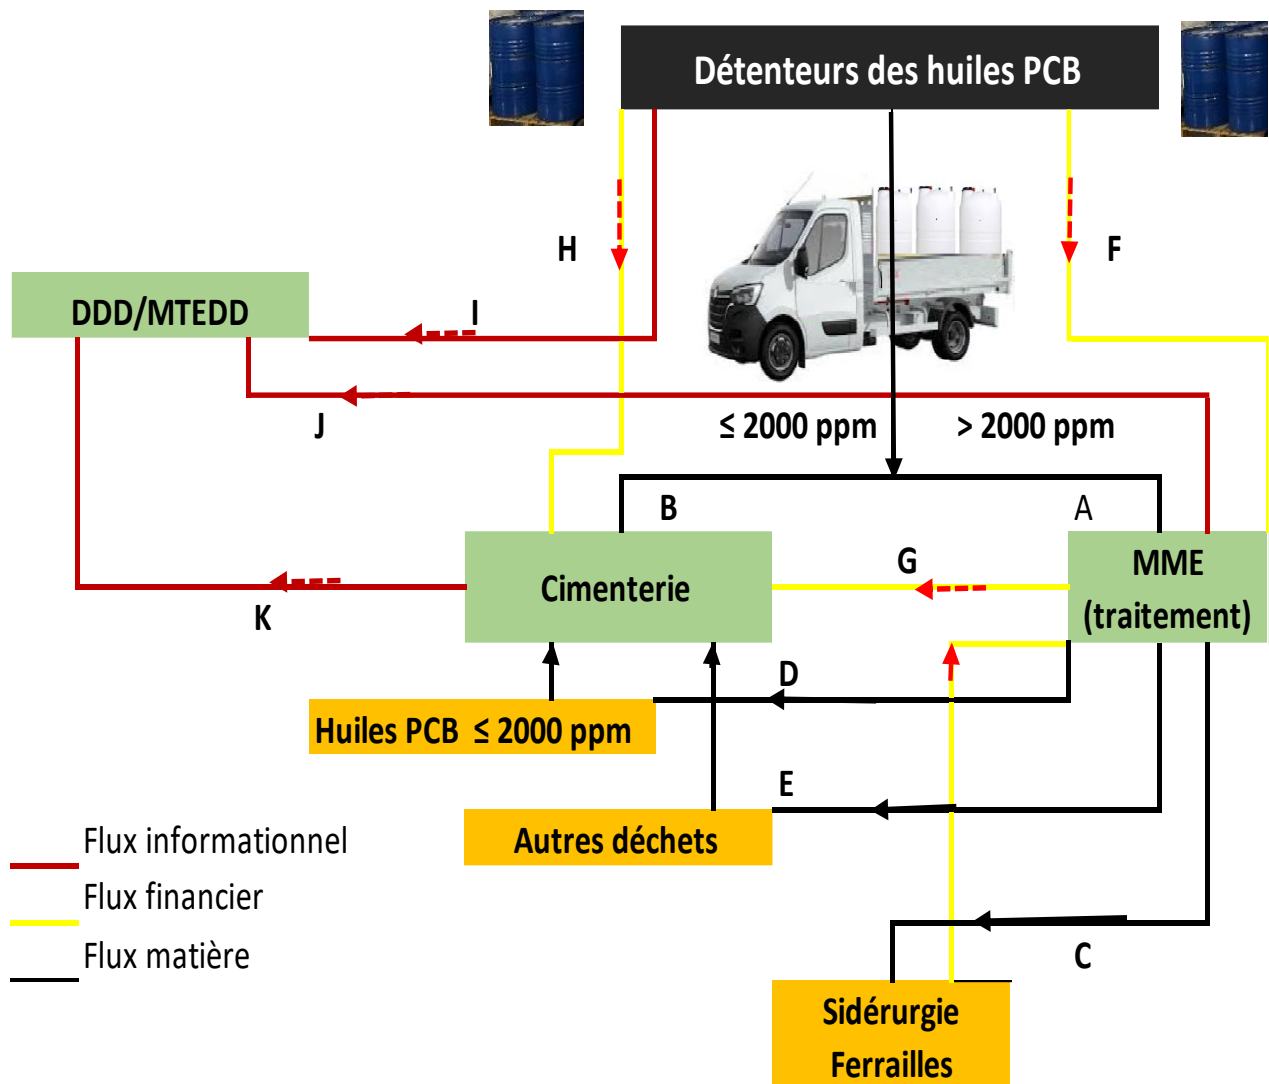 Détenteurs des huiles PCB
H
F
DDD/MTEDD
I
J
≤ 2000 ppm
> 2000 ppm
B
A
Cimenterie
G
MME
(traitement)
K
D
Huiles PCB ≤ 2000 ppm
E
Autres déchets
Flux informationnel
Flux financier
Flux matière
C
Sidérurgie
Ferrailles